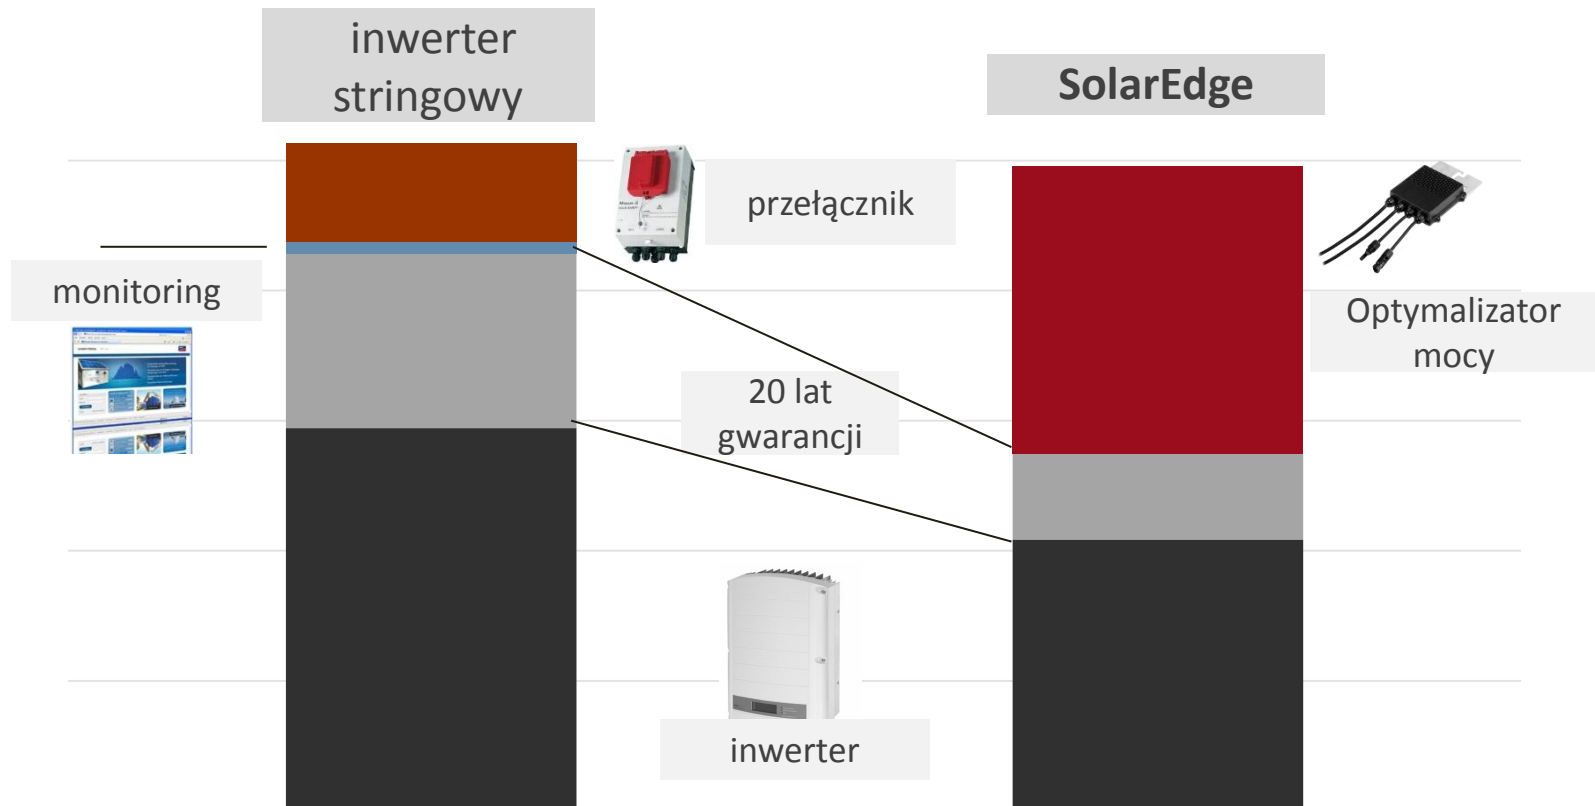 inwerter
stringowy
SolarEdge
przełącznik
monitoring
Optymalizator
mocy
20 lat
gwarancji
inwerter